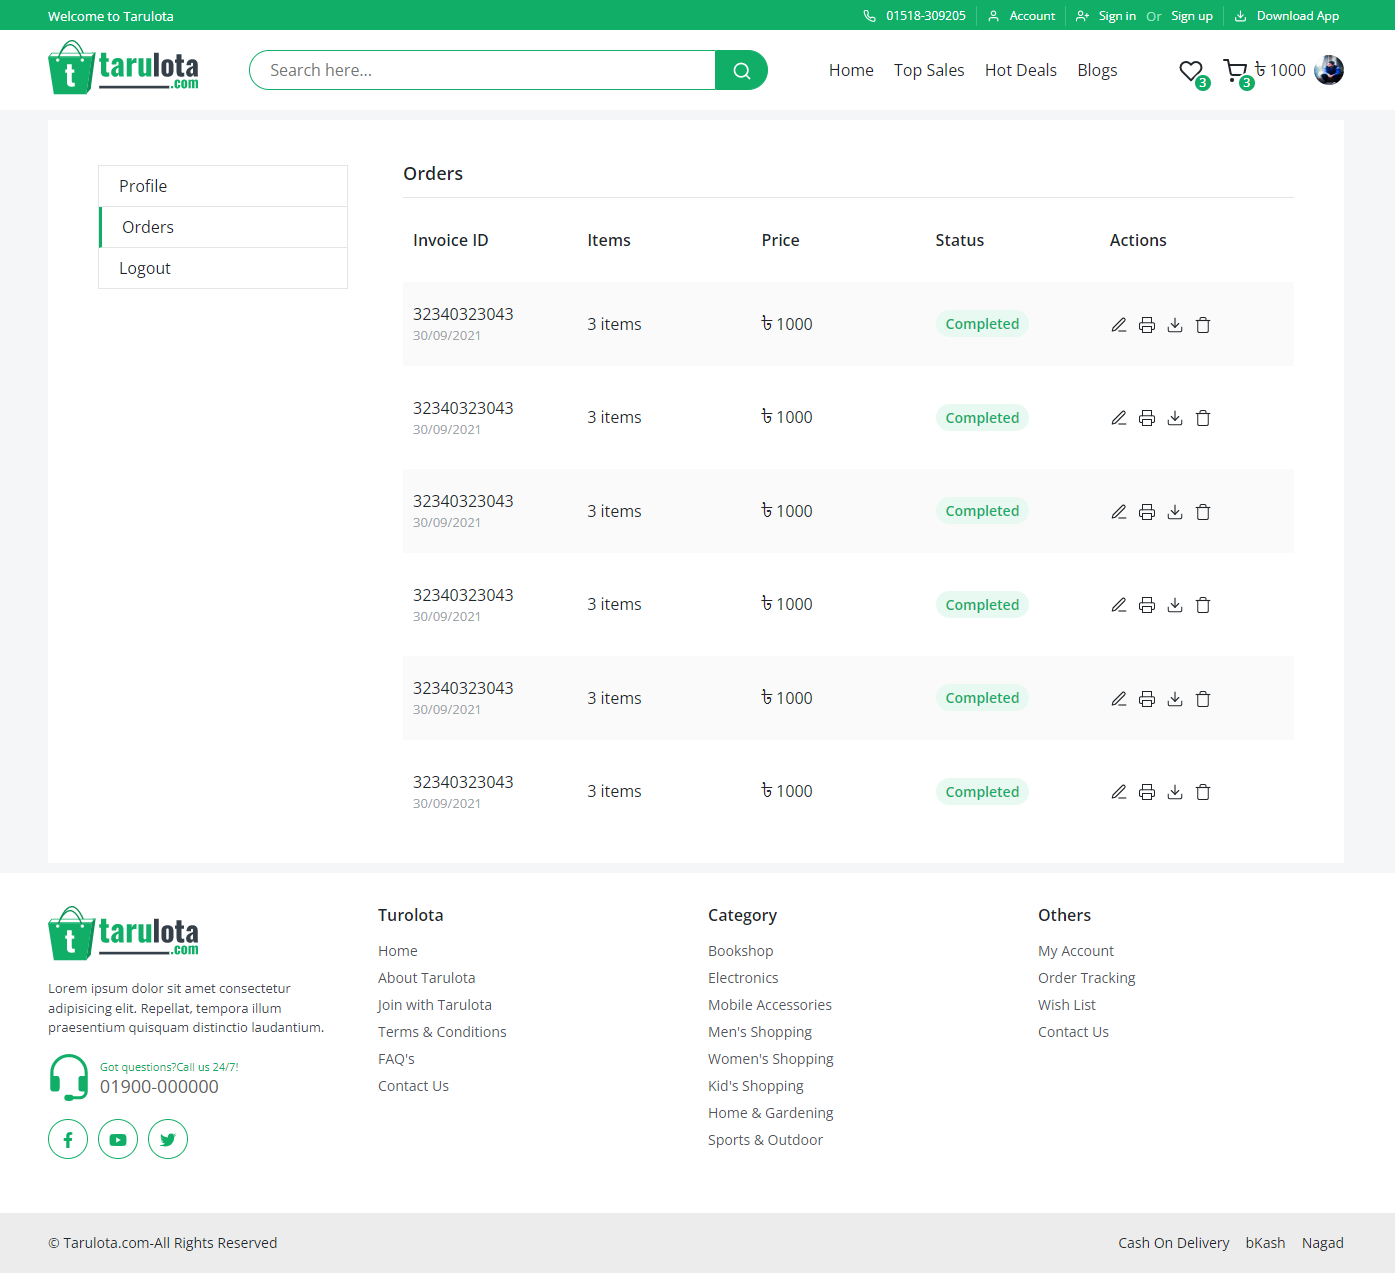 Welcome to Tarulota
01518-309205
Account
Sign in Or Sign up
Download App
t tarulota .com
Search here...
Home
Top Sales
Hot Deals
Blogs
3
3
৳ 1000
Profile
Orders
Logout
Orders
Invoice ID Items Price Status Actions
32340323043
30/09/2021
3 items
৳ 1000
Completed
32340323043
30/09/2021
3 items
৳ 1000
Completed
32340323043
30/09/2021
3 items
৳ 1000
Completed
32340323043
30/09/2021
3 items
৳ 1000
Completed
32340323043
30/09/2021
3 items
৳ 1000
Completed
32340323043
30/09/2021
3 items
৳ 1000
Completed
t tarulota .com
Lorem ipsum dolor sit amet consectetur
adipisicing elit. Repellat, tempora illum
praesentium quisquam distinctio laudantium.
Got questions?Call us 24/7!
01900-000000
Turolota
Home
About Tarulota
Join with Tarulota
Terms & Conditions
FAQ's
Contact Us
Category
Bookshop
Electronics
Mobile Accessories
Men's Shopping
Women's Shopping
Kid's Shopping
Home & Gardening
Sports & Outdoor
Others
My Account
Order Tracking
Wish List
Contact Us
© Tarulota.com-All Rights Reserved
Cash On Delivery
bKash
Nagad